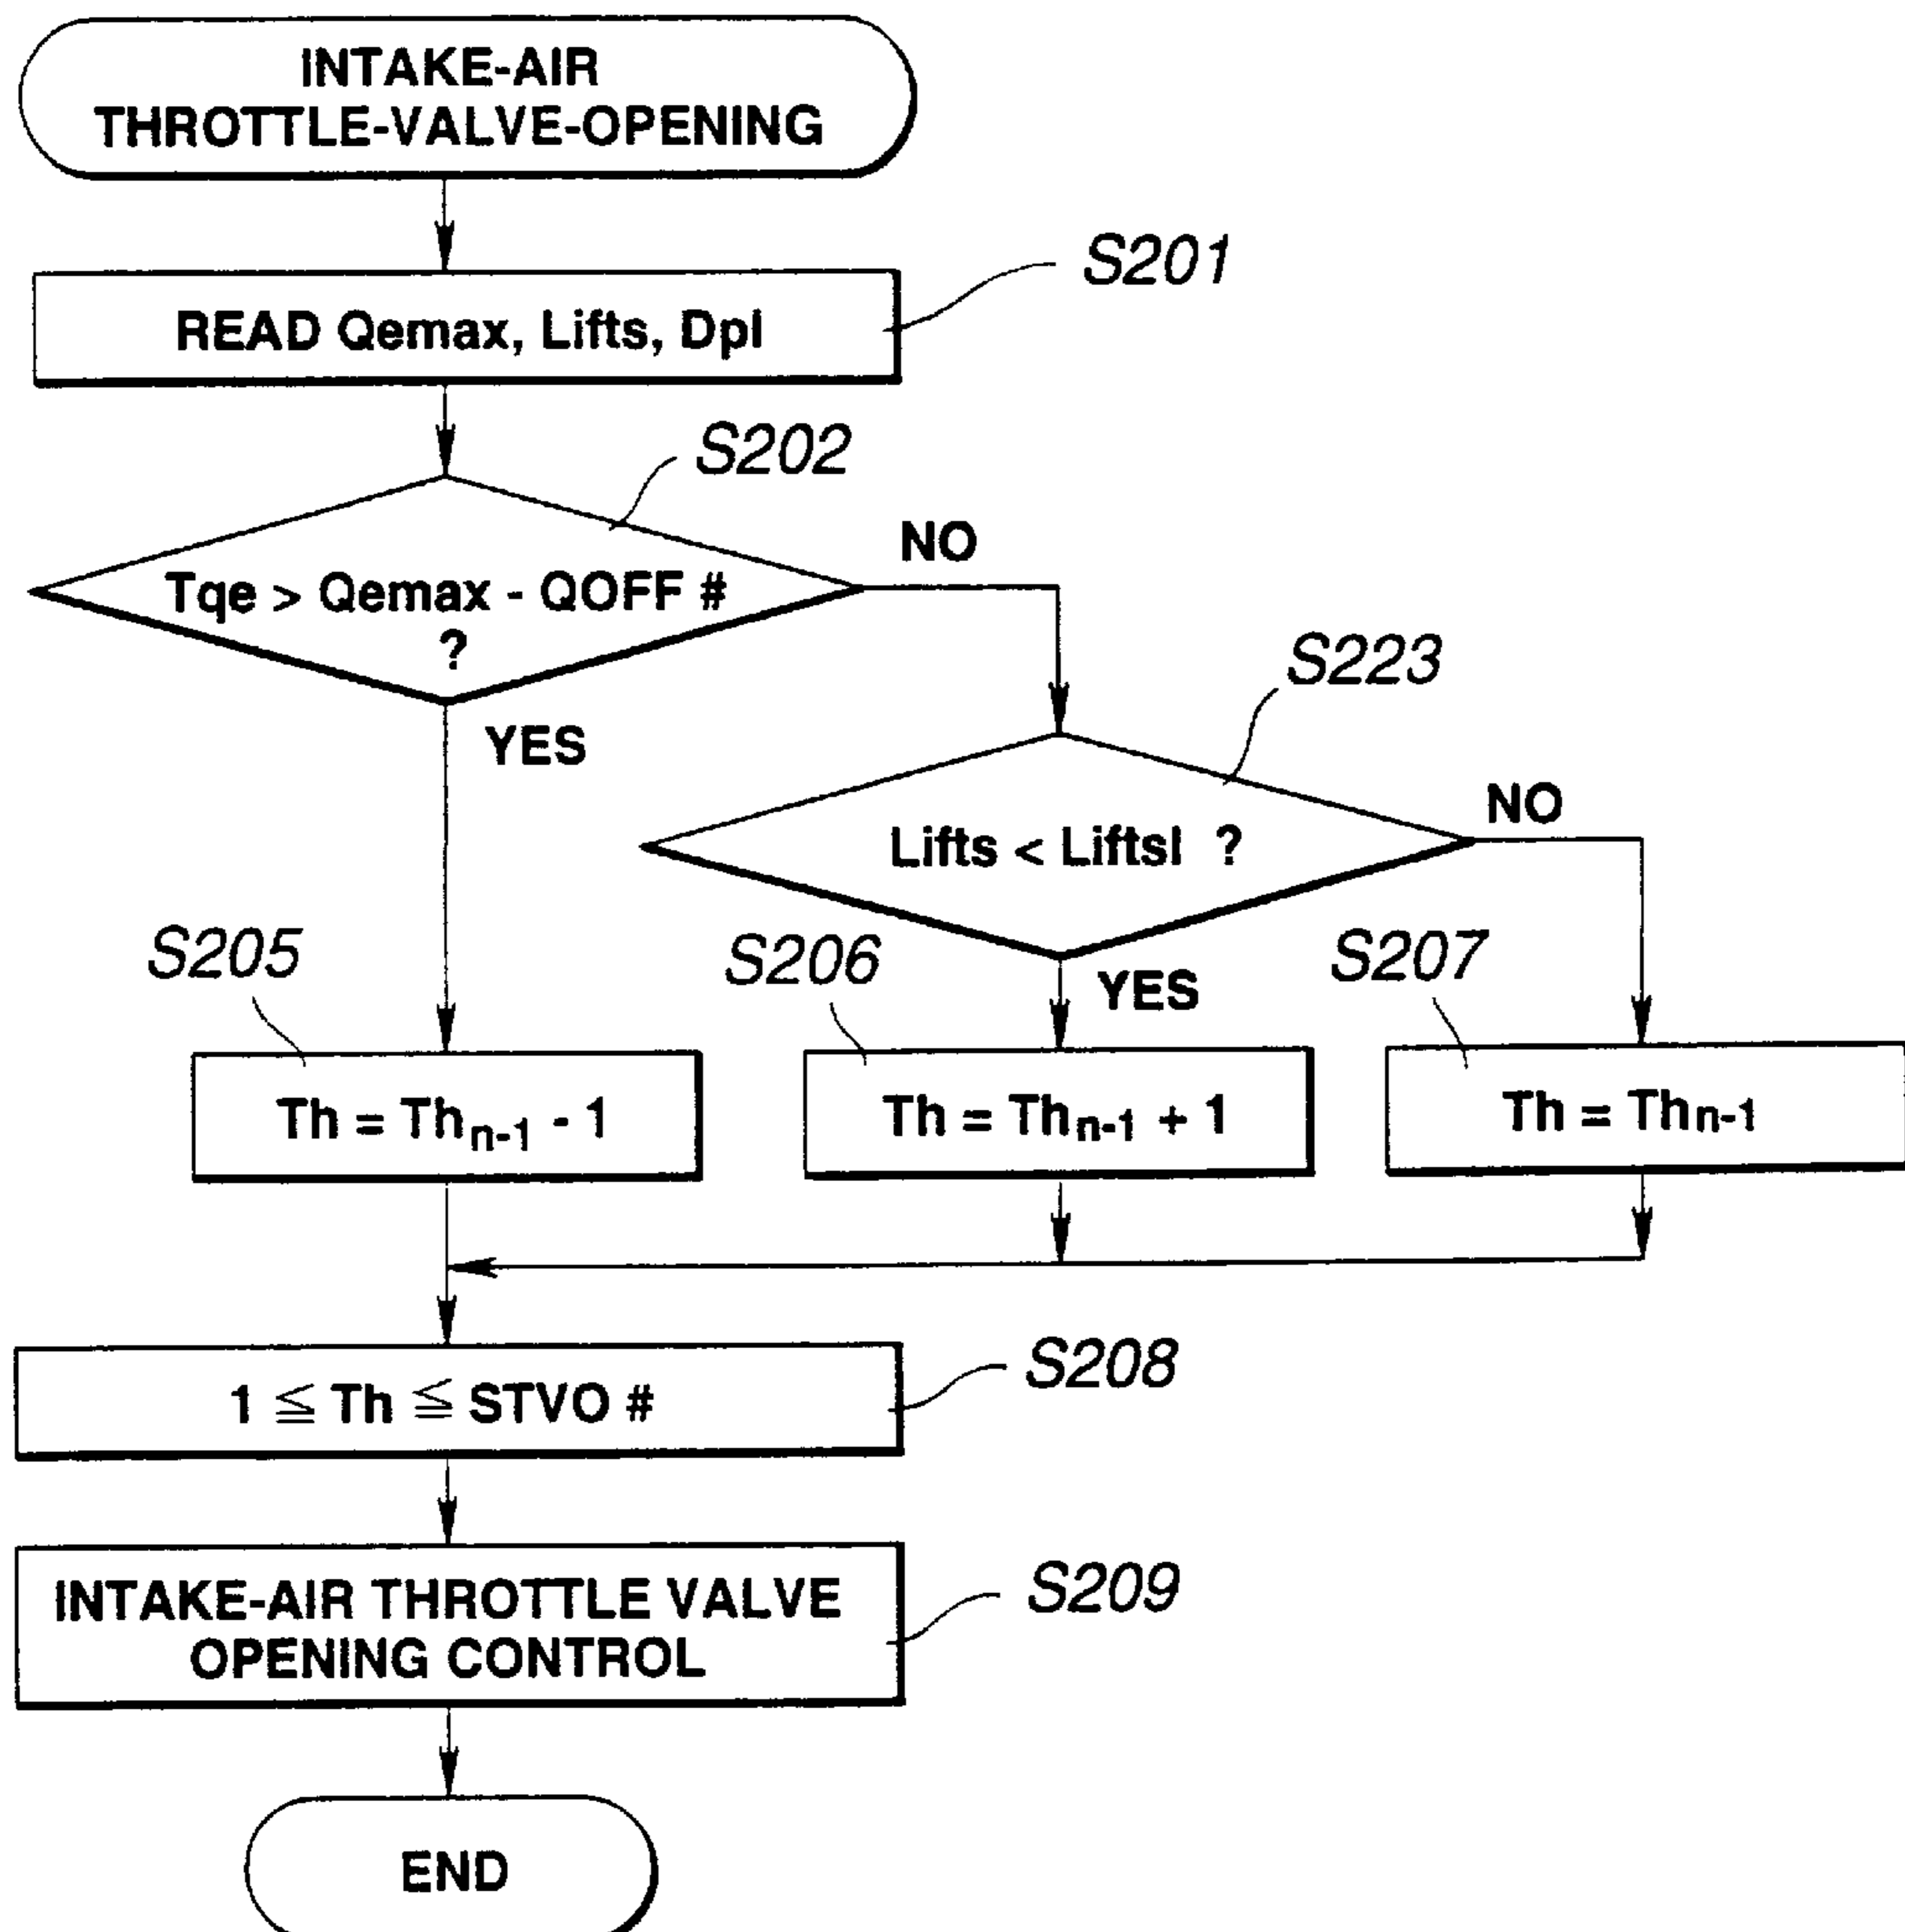 INTAKE-AIR
THROTTLE-VALVE-OPENING
S201
READ Qemax, Lifts, Dpl
S202
NO
Tqe > Qemax - QOFF #
?
YES
S223
NO
Lifts < Liftsl ?
YES
S205
S206
S207
Th = Thn-1 - 1
Th = Thn-1 + 1
Th = Thn-1
S208
1 ≦ Th ≦ STVO #
S209
INTAKE-AIR THROTTLE VALVE
OPENING CONTROL
END